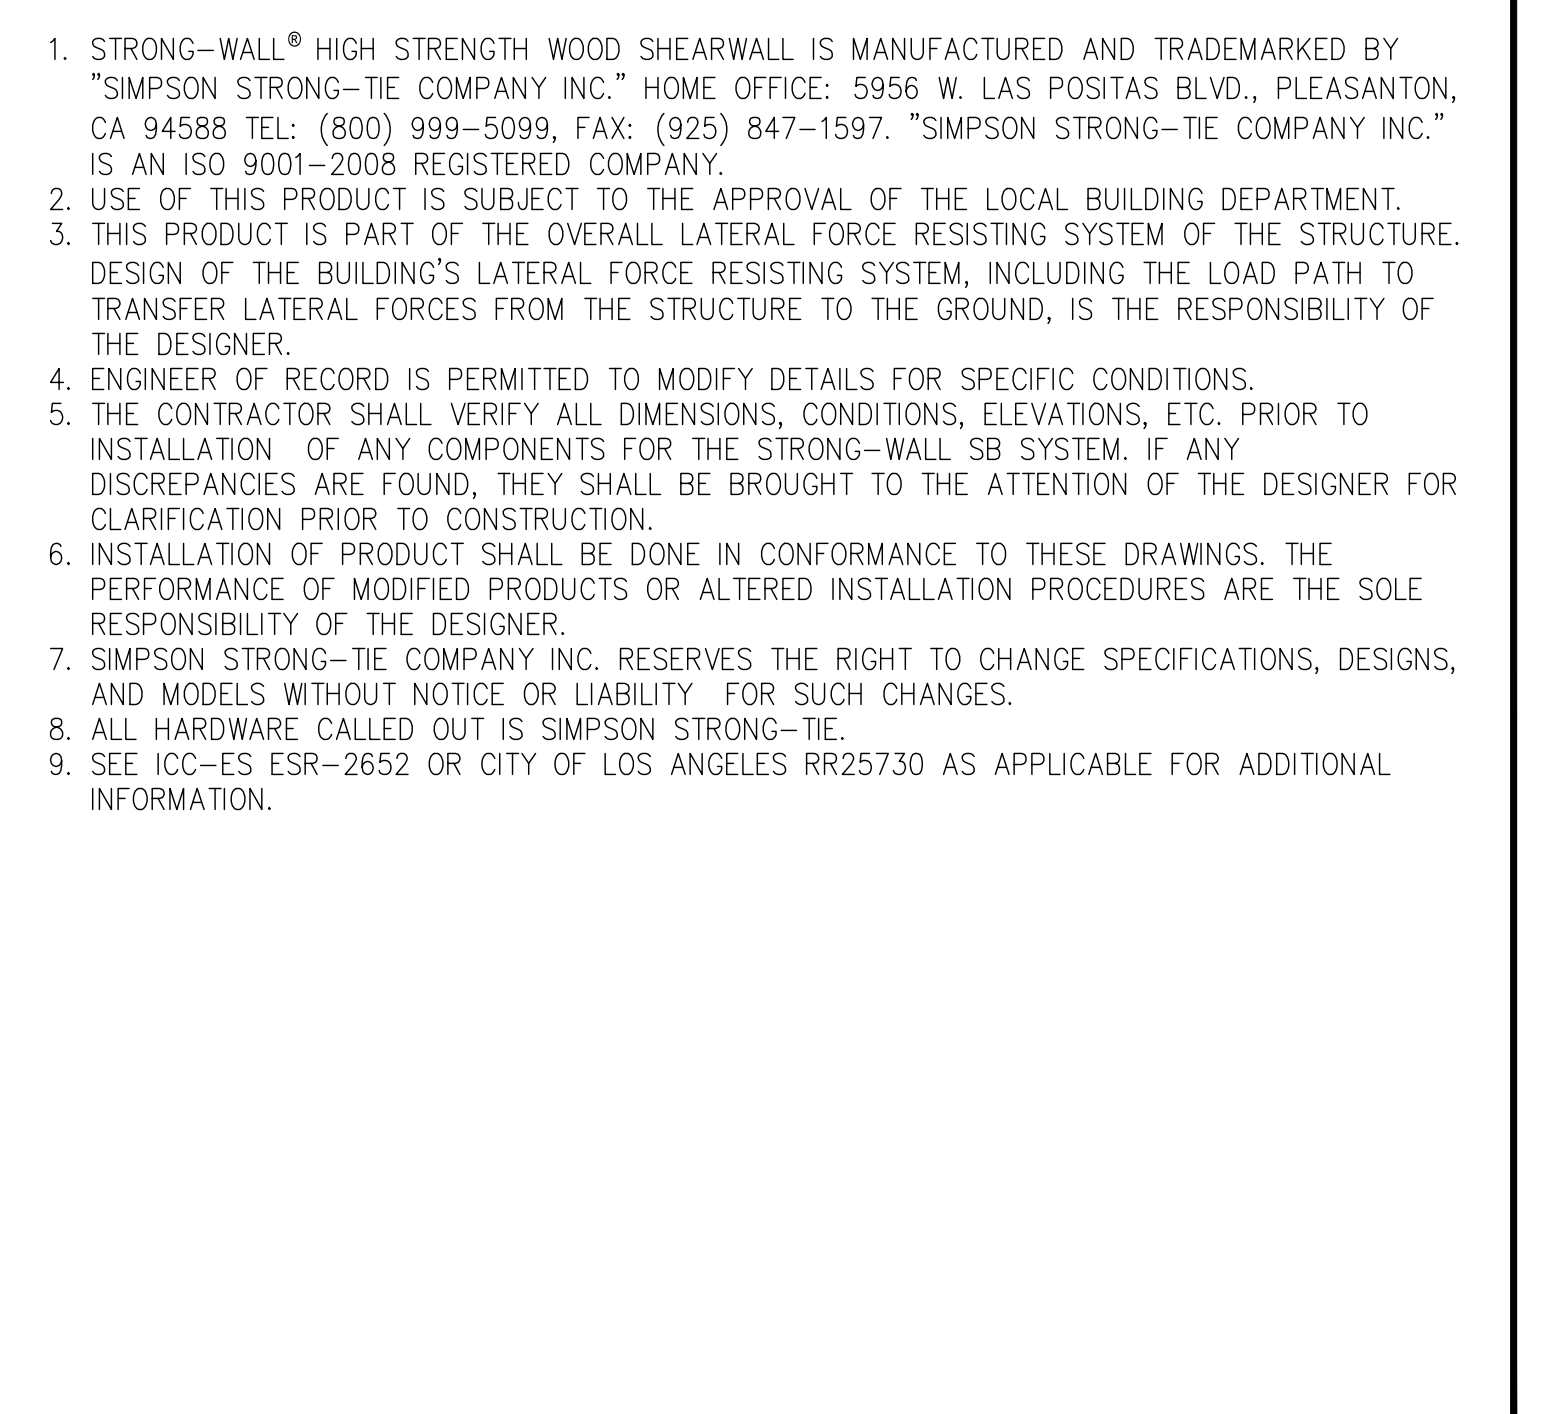 1. STRONG-WALL® HIGH STRENGTH WOOD SHEARWALL IS MANUFACTURED AND TRADEMARKED BY
"SIMPSON STRONG-TIE COMPANY INC." HOME OFFICE: 5956 W. LAS POSITAS BLVD., PLEASANTON,
CA 94588 TEL: (800) 999-5099, FAX: (925) 847-1597. "SIMPSON STRONG-TIE COMPANY INC."
IS AN ISO 9001-2008 REGISTERED COMPANY.
2. USE OF THIS PRODUCT IS SUBJECT TO THE APPROVAL OF THE LOCAL BUILDING DEPARTMENT.
3. THIS PRODUCT IS PART OF THE OVERALL LATERAL FORCE RESISTING SYSTEM OF THE STRUCTURE.
DESIGN OF THE BUILDING'S LATERAL FORCE RESISTING SYSTEM, INCLUDING THE LOAD PATH TO
TRANSFER LATERAL FORCES FROM THE STRUCTURE TO THE GROUND, IS THE RESPONSIBILITY OF
THE DESIGNER.
4. ENGINEER OF RECORD IS PERMITTED TO MODIFY DETAILS FOR SPECIFIC CONDITIONS.
5. THE CONTRACTOR SHALL VERIFY ALL DIMENSIONS, CONDITIONS, ELEVATIONS, ETC. PRIOR TO
INSTALLATION OF ANY COMPONENTS FOR THE STRONG-WALL SB SYSTEM. IF ANY
DISCREPANCIES ARE FOUND, THEY SHALL BE BROUGHT TO THE ATTENTION OF THE DESIGNER FOR
CLARIFICATION PRIOR TO CONSTRUCTION.
6. INSTALLATION OF PRODUCT SHALL BE DONE IN CONFORMANCE TO THESE DRAWINGS. THE
PERFORMANCE OF MODIFIED PRODUCTS OR ALTERED INSTALLATION PROCEDURES ARE THE SOLE
RESPONSIBILITY OF THE DESIGNER.
7. SIMPSON STRONG-TIE COMPANY INC. RESERVES THE RIGHT TO CHANGE SPECIFICATIONS, DESIGNS,
AND MODELS WITHOUT NOTICE OR LIABILITY FOR SUCH CHANGES.
8. ALL HARDWARE CALLED OUT IS SIMPSON STRONG-TIE.
9. SEE ICC-ES ESR-2652 OR CITY OF LOS ANGELES RR25730 AS APPLICABLE FOR ADDITIONAL
INFORMATION.